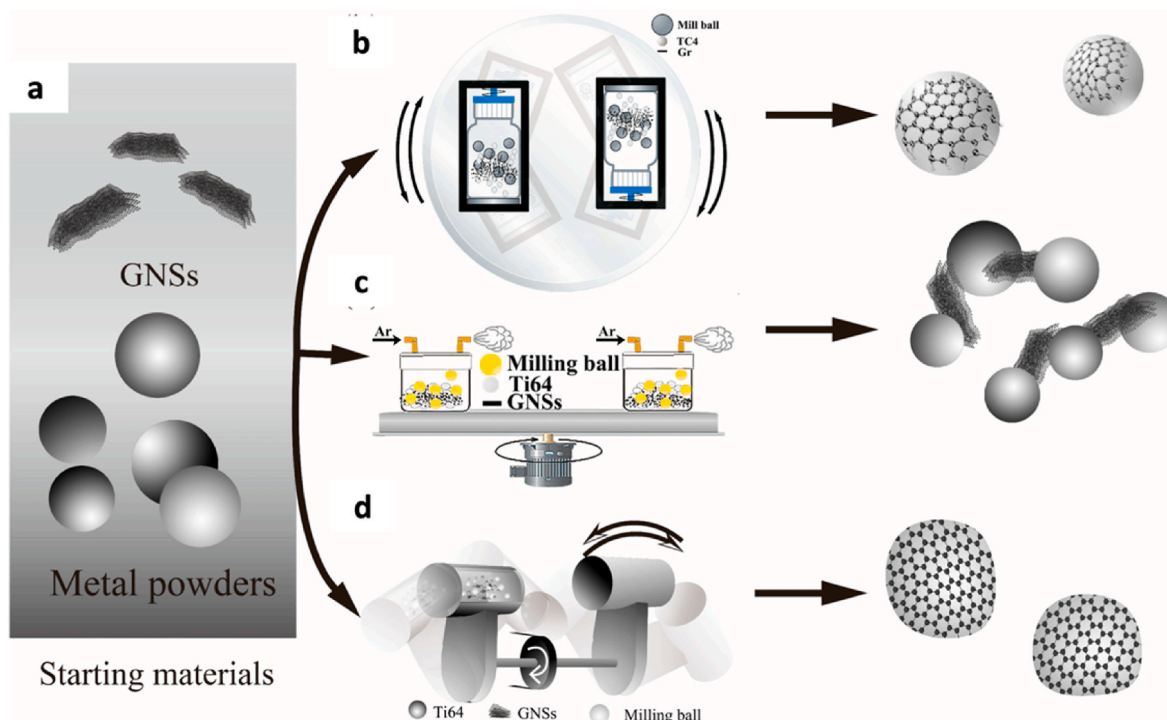 a
GNSs
Metal powders
Starting materials
b
Mill ball
TC4
Gr
c
Ar
Ar
Milling ball
Ti64
GNSs
d
Ti64
GNSs
Milling ball